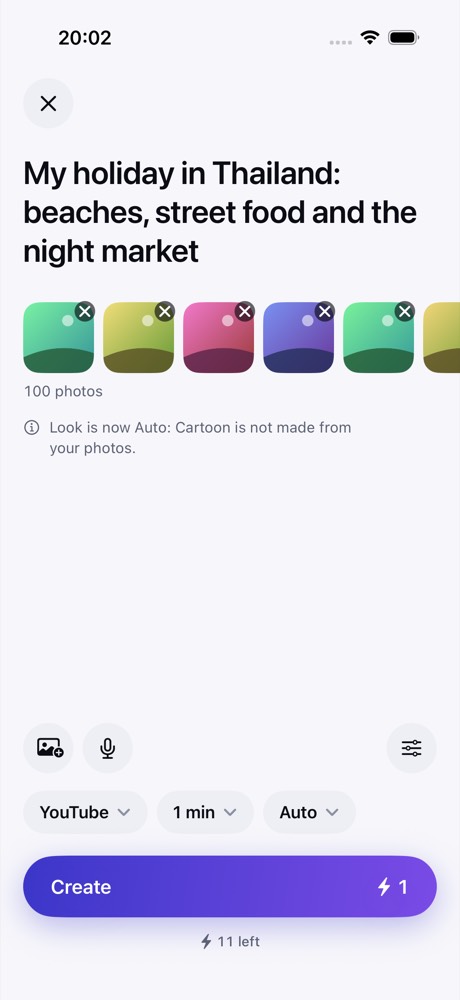 20:02
My holiday in Thailand:
beaches, street food and the
night market
100 photos
Look is now Auto: Cartoon is not made from
your photos.
YouTube
1 min
Auto
Create
1
11 left